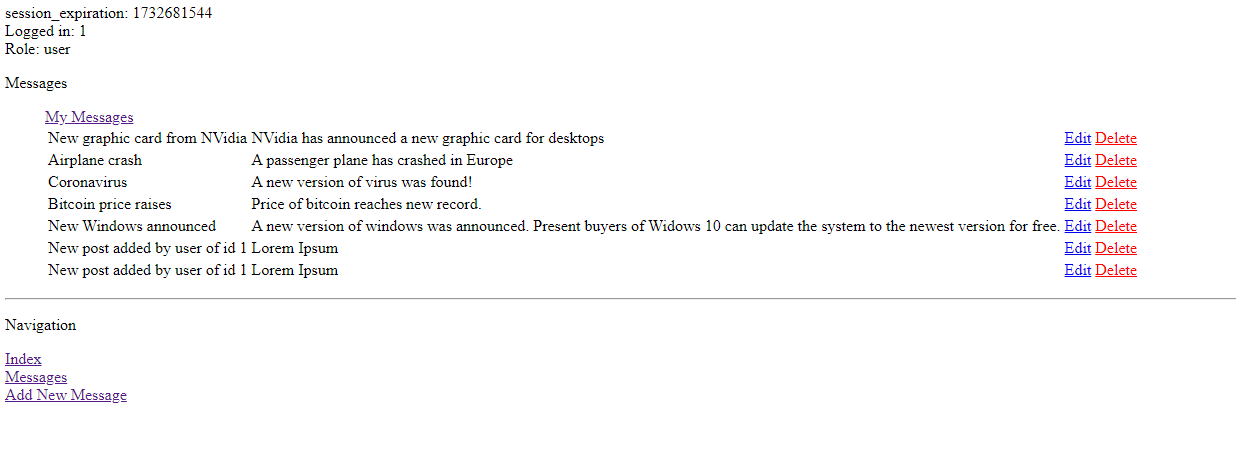 session_expiration: 1732681544
Logged in: 1
Role: user
Messages
My Messages
New graphic card from NVidia NVidia has announced a new graphic card for desktops Edit Delete
Airplane crash A passenger plane has crashed in Europe Edit Delete
Coronavirus A new version of virus was found! Edit Delete
Bitcoin price raises Price of bitcoin reaches new record. Edit Delete
New Windows announced A new version of windows was announced. Present buyers of Widows 10 can update the system to the newest version for free. Edit Delete
New post added by user of id 1 Lorem Ipsum Edit Delete
New post added by user of id 1 Lorem Ipsum Edit Delete
Navigation
Index
Messages
Add New Message